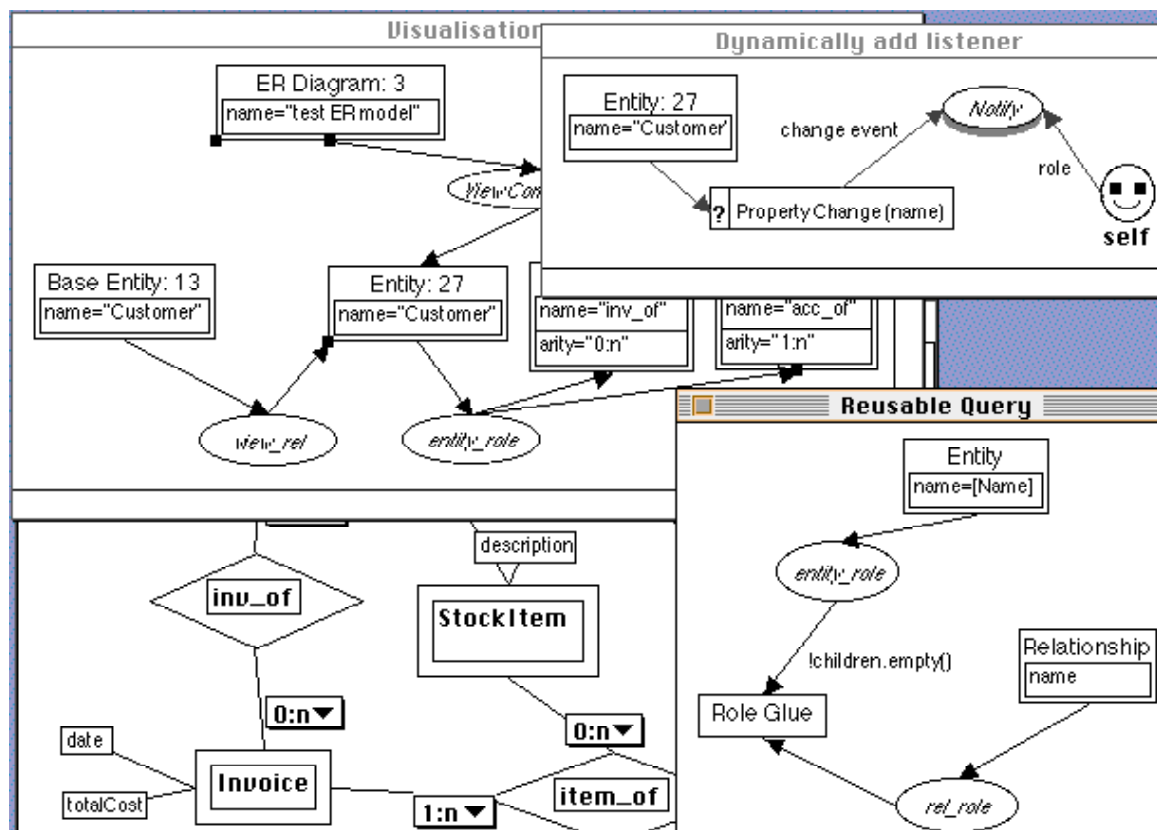 Visualisation
ER Diagram: 3
name="test ER model"
Base Entity: 13
name="Customer"
Entity: 27
name="Customer"
name="inv_of"
arity="0:n"
name="acc_of"
arity="1:n"
view_rel
entity_role
Dynamically add listener
Entity: 27
name="Customer'
change event
Notify
role
? PropertyChange(name)
self
Reusable Query
Entity
name=[Name]
entity_role
!children.empty()
Relationship
name
Role Glue
rel_role
description
inv_of
StockItem
0:n
0:n
date
Invoice
totalCost
1:n
item_of